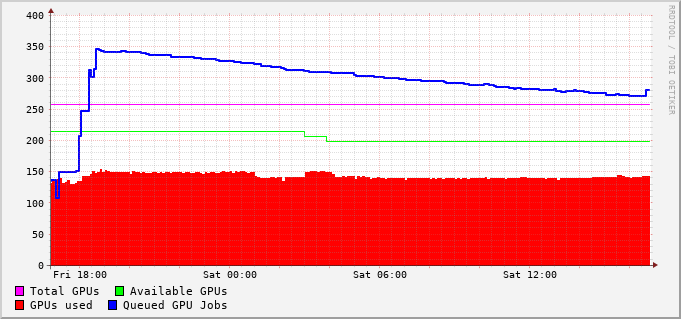 400
350
300
250
200
150
100
50
0
Fri 18:00 Sat 00:00 Sat 06:00 Sat 12:00
Total GPUs Available GPUs
GPUs used Queued GPU Jobs
RRDTOOL / TOBI OETIKER